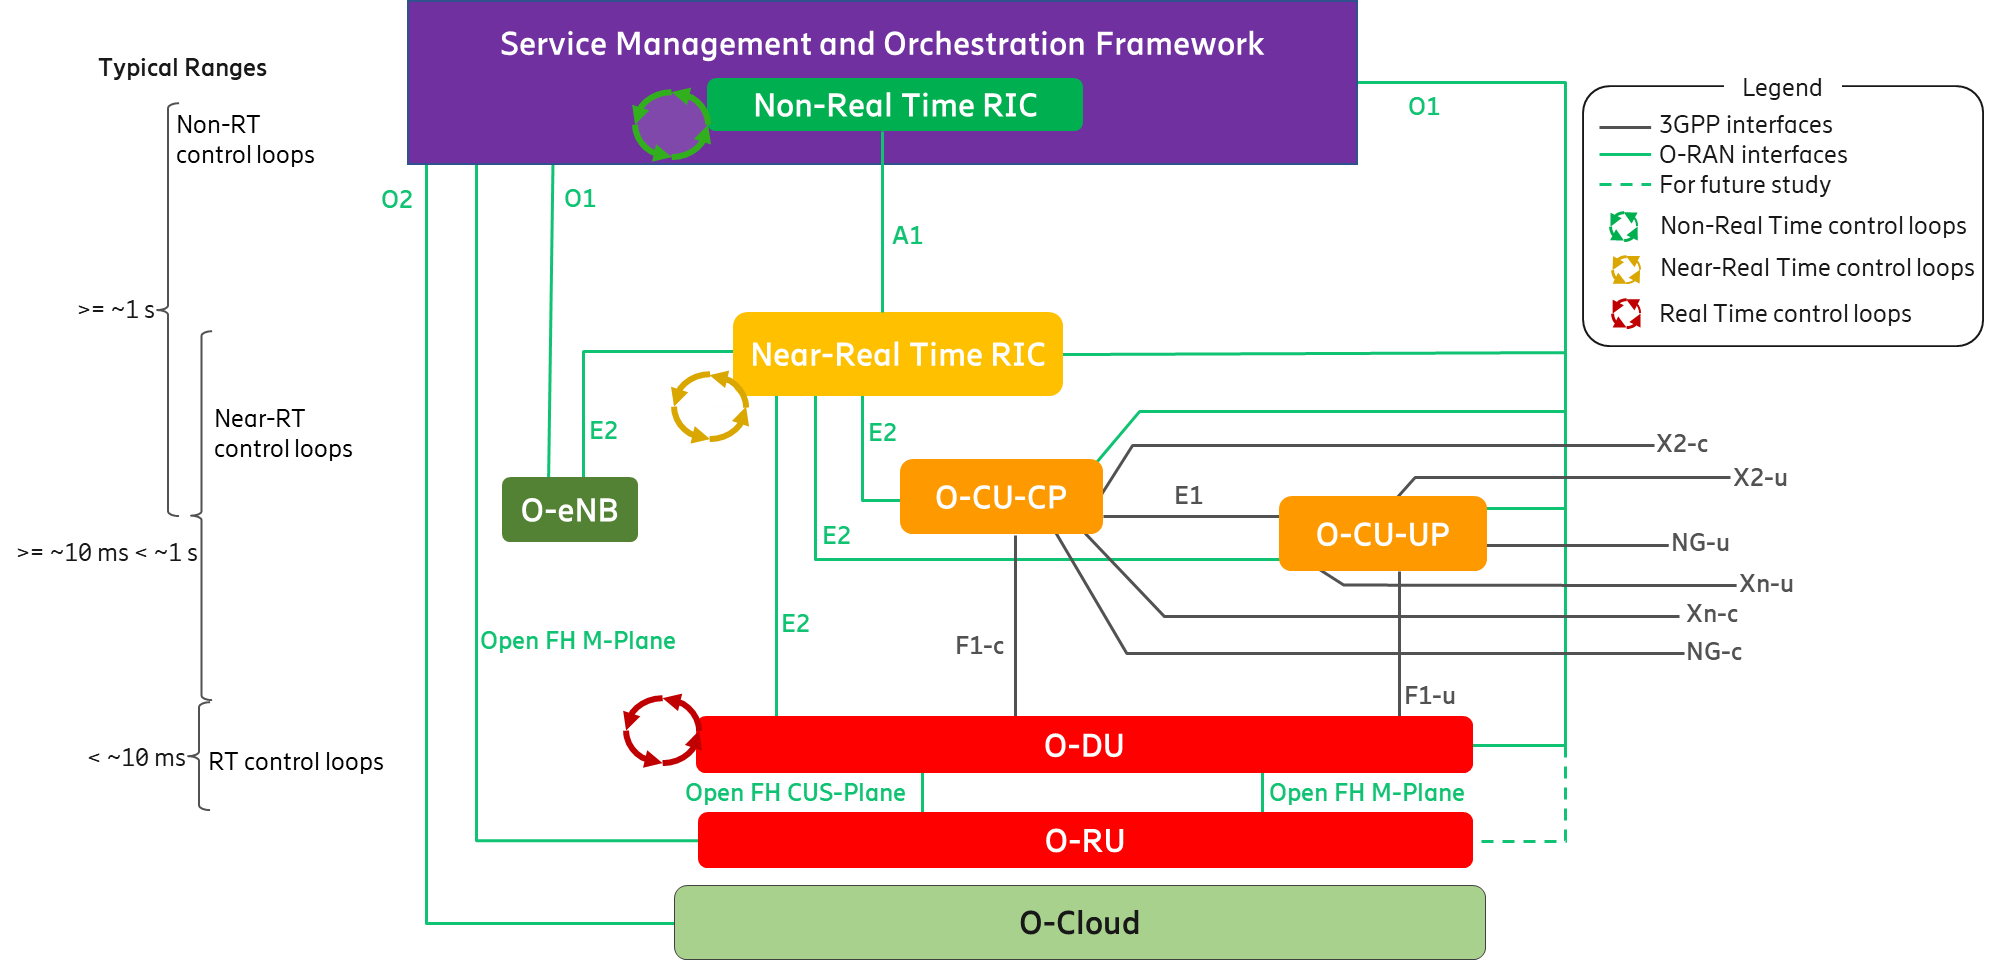 Service Management and Orchestration Framework
Non-Real Time RIC
Typical Ranges
Non-RT
control loops
>= ~1 s
Near-RT
control loops
>= ~10 ms < ~1 s
< ~10 ms
RT control loops
O2
O1
A1
O1
Legend
3GPP interfaces
O-RAN interfaces
For future study
Non-Real Time control loops
Near-Real Time control loops
Real Time control loops
Near-Real Time RIC
E2
E2
E2
E2
O-eNB
O-CU-CP
E1
O-CU-UP
X2-c
X2-u
NG-u
Xn-u
Xn-c
NG-c
Open FH M-Plane
F1-c
F1-u
O-DU
Open FH CUS-Plane
Open FH M-Plane
O-RU
O-Cloud